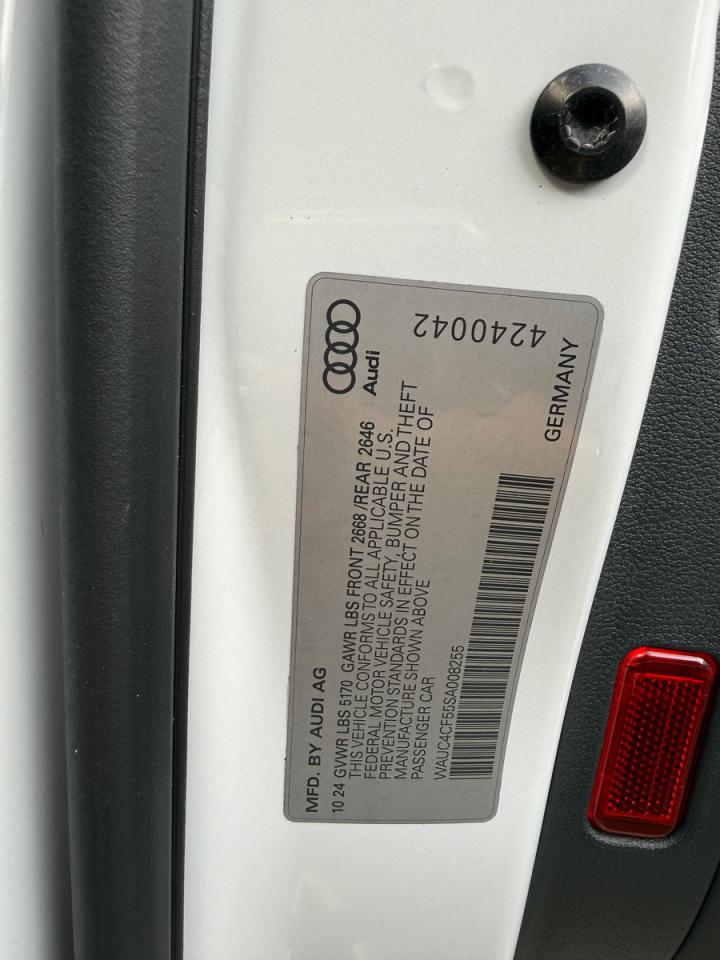 MFD. BY AUDI AG
Audi
10 24 GVWR LBS 5170 GAWR LBS FRONT 2668 /REAR 2646
THIS VEHICLE CONFORMS TO ALL APPLICABLE U.S.
FEDERAL MOTOR VEHICLE SAFETY, BUMPER AND THEFT
PREVENTION STANDARDS IN EFFECT ON THE DATE OF
MANUFACTURE SHOWN ABOVE
PASSENGER CAR
WAUC4CF55SA008255
4240042
GERMANY